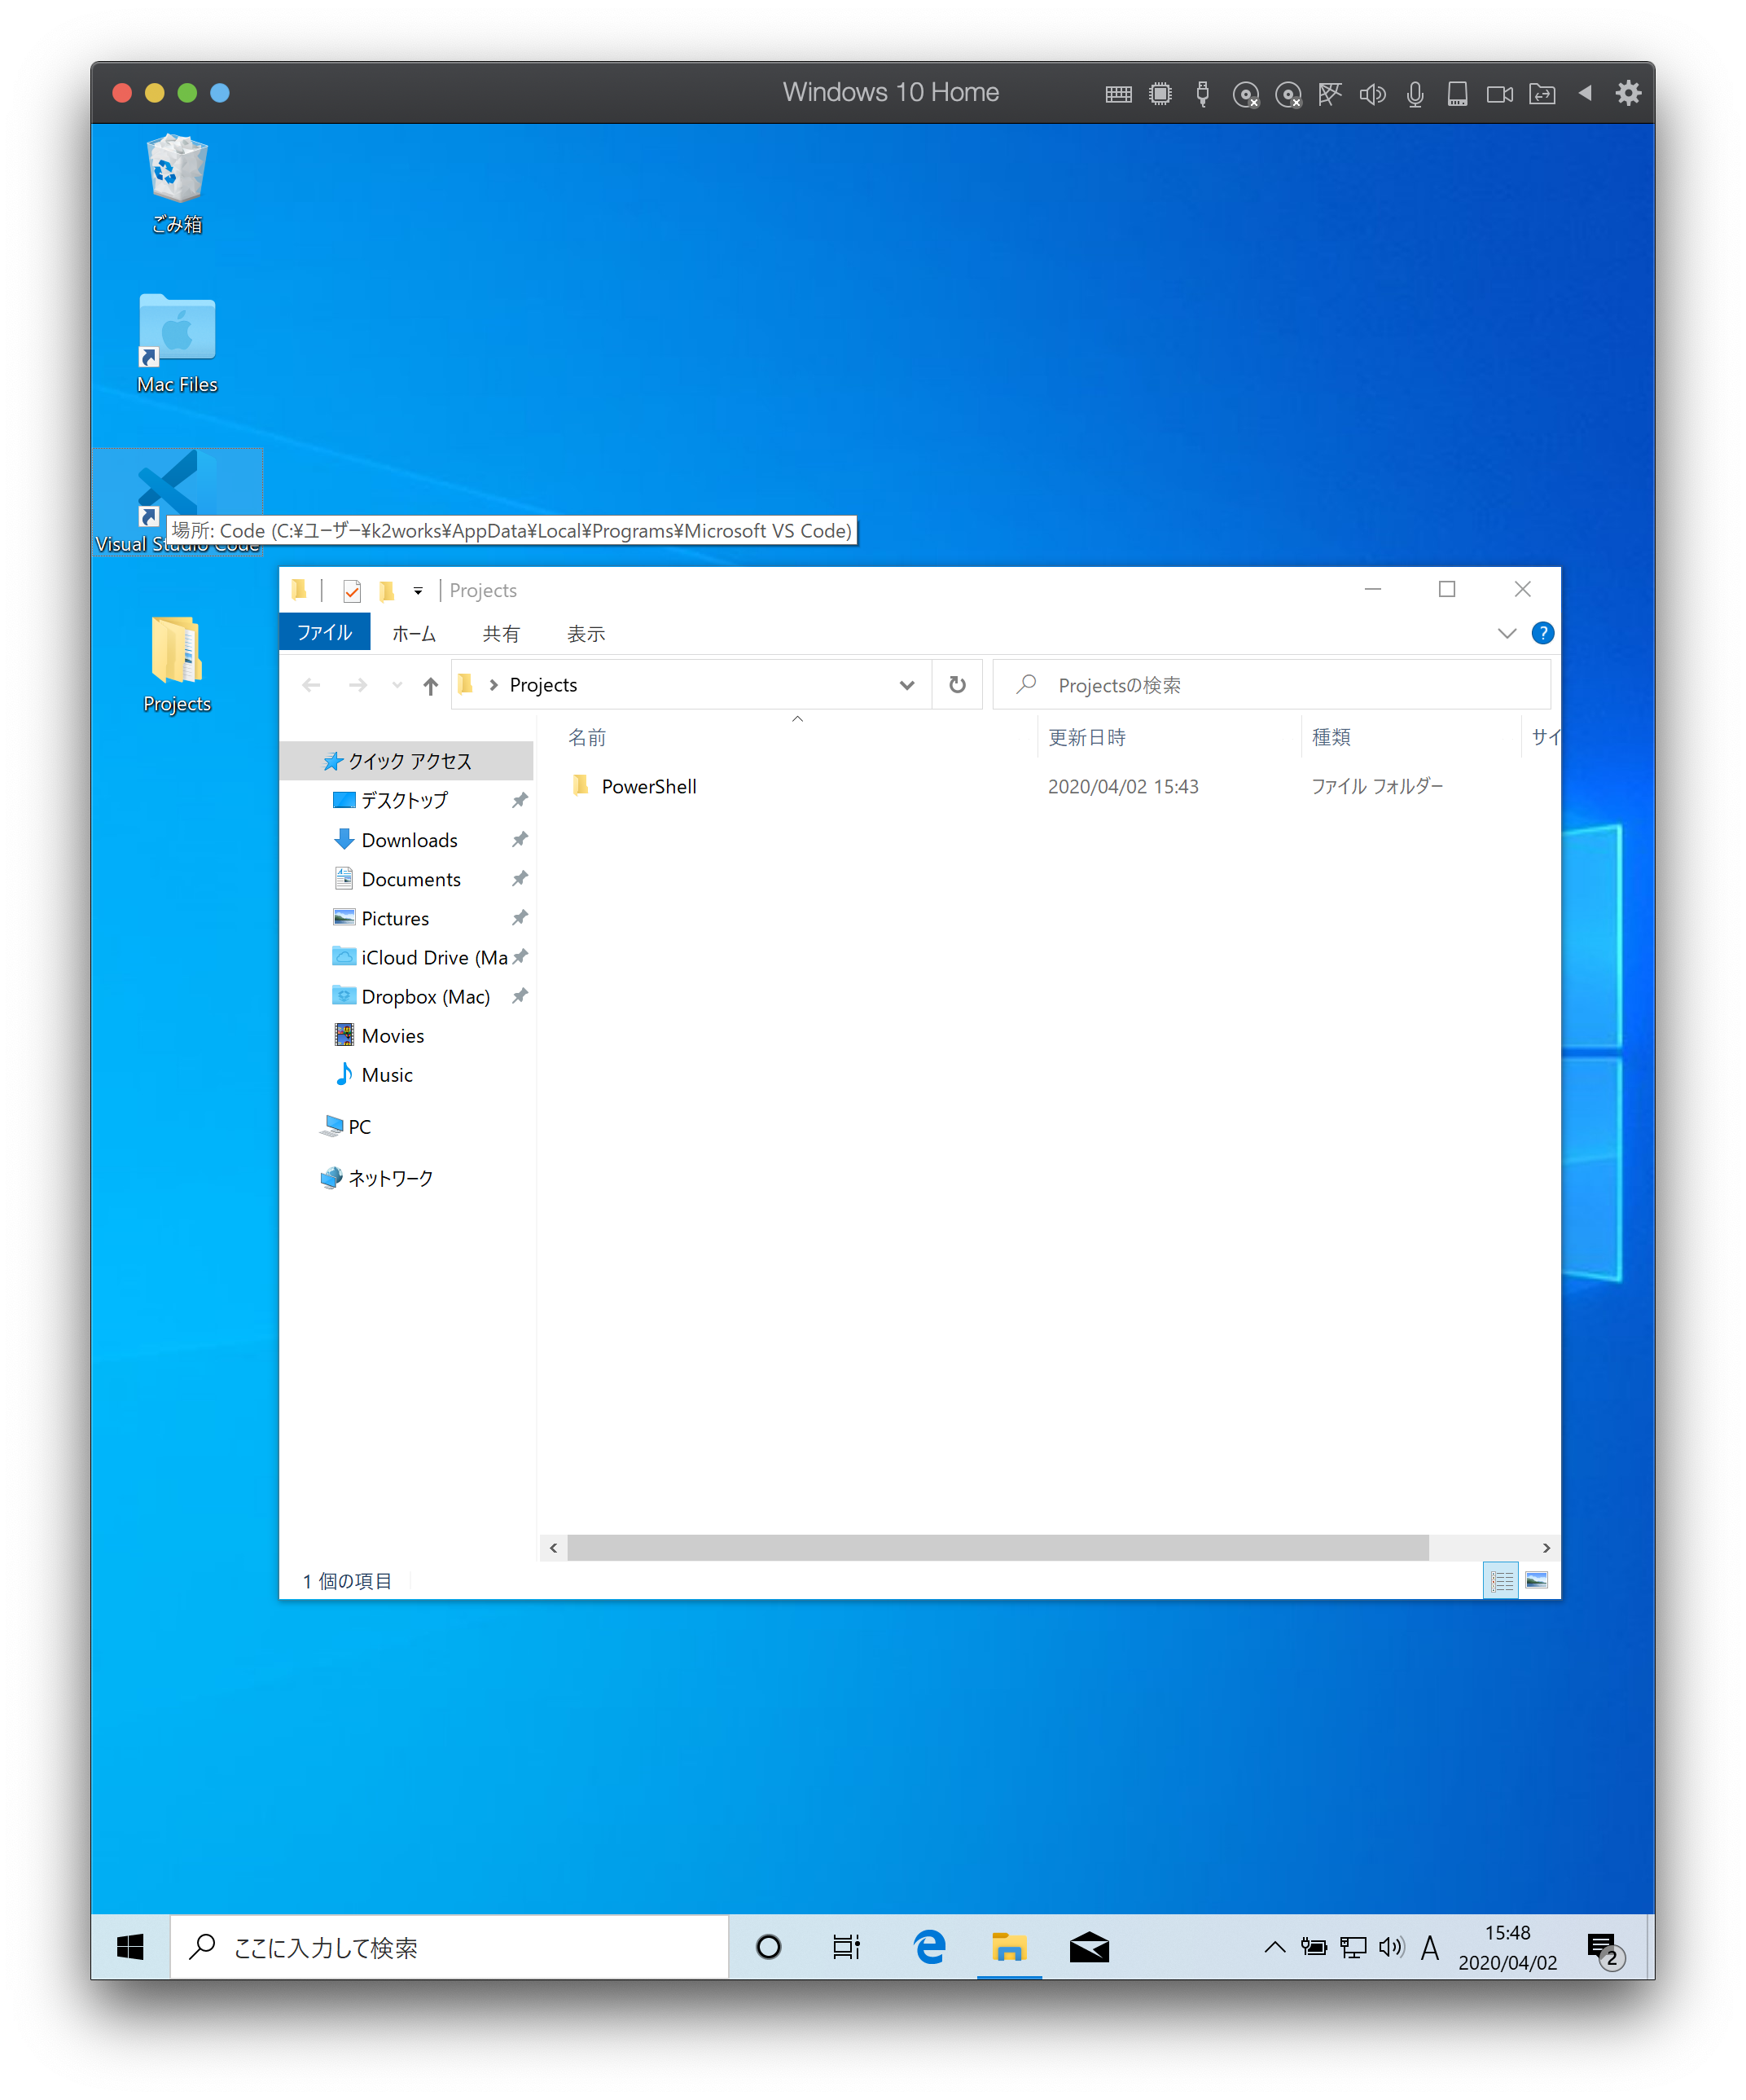 Windows 10 Home
ごみ箱
Mac Files
場所: Code (C:¥ユーザー¥k2works¥AppData¥Local¥Programs¥Microsoft VS Code)
Visual Studio Code
Projects
Projects
ファイル ホーム 共有 表示 ?
Projects Projectsの検索
名前 更新日時 種類 サイ
クイック アクセス
PowerShell 2020/04/02 15:43 ファイル フォルダー
デスクトップ
Downloads
Documents
Pictures
iCloud Drive (Ma
Dropbox (Mac)
Movies
Music
PC
ネットワーク
1 個の項目
ここに入力して検索
A
15:48
2020/04/02
2